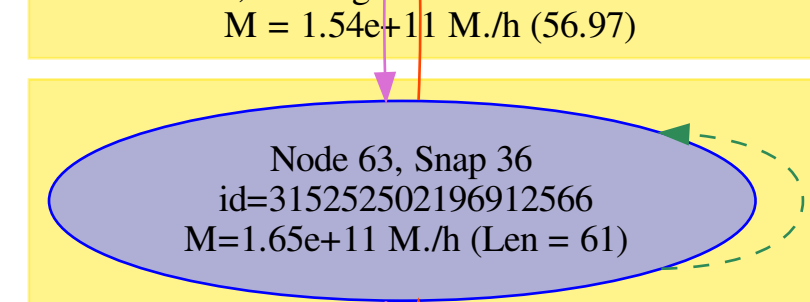 M = 1.54e+11 M./h (56.97)
Node 63, Snap 36
id=315252502196912566
M=1.65e+11 M./h (Len = 61)